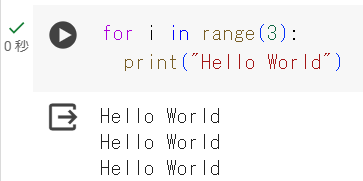 for i in range(3):
0 秒
  print("Hello World")
Hello World
Hello World
Hello World